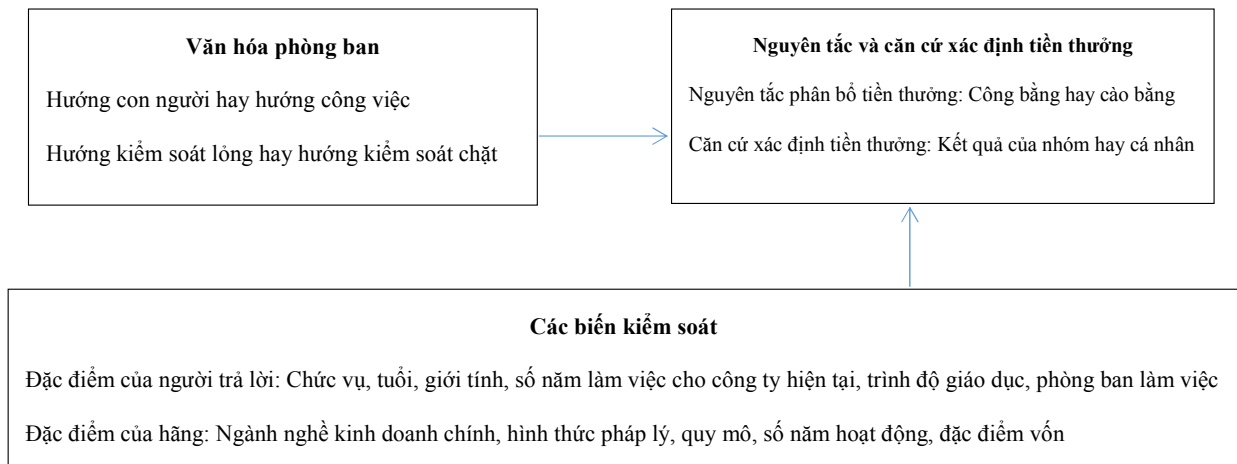 Văn hóa phòng ban
Hướng con người hay hướng công việc
Hướng kiểm soát lỏng hay hướng kiểm soát chặt
Nguyên tắc và căn cứ xác định tiền thưởng
Nguyên tắc phân bổ tiền thưởng: Công bằng hay cào bằng
Căn cứ xác định tiền thưởng: Kết quả của nhóm hay cá nhân
Các biến kiểm soát
Đặc điểm của người trả lời: Chức vụ, tuổi, giới tính, số năm làm việc cho công ty hiện tại, trình độ giáo dục, phòng ban làm việc
Đặc điểm của hãng: Ngành nghề kinh doanh chính, hình thức pháp lý, quy mô, số năm hoạt động, đặc điểm vốn